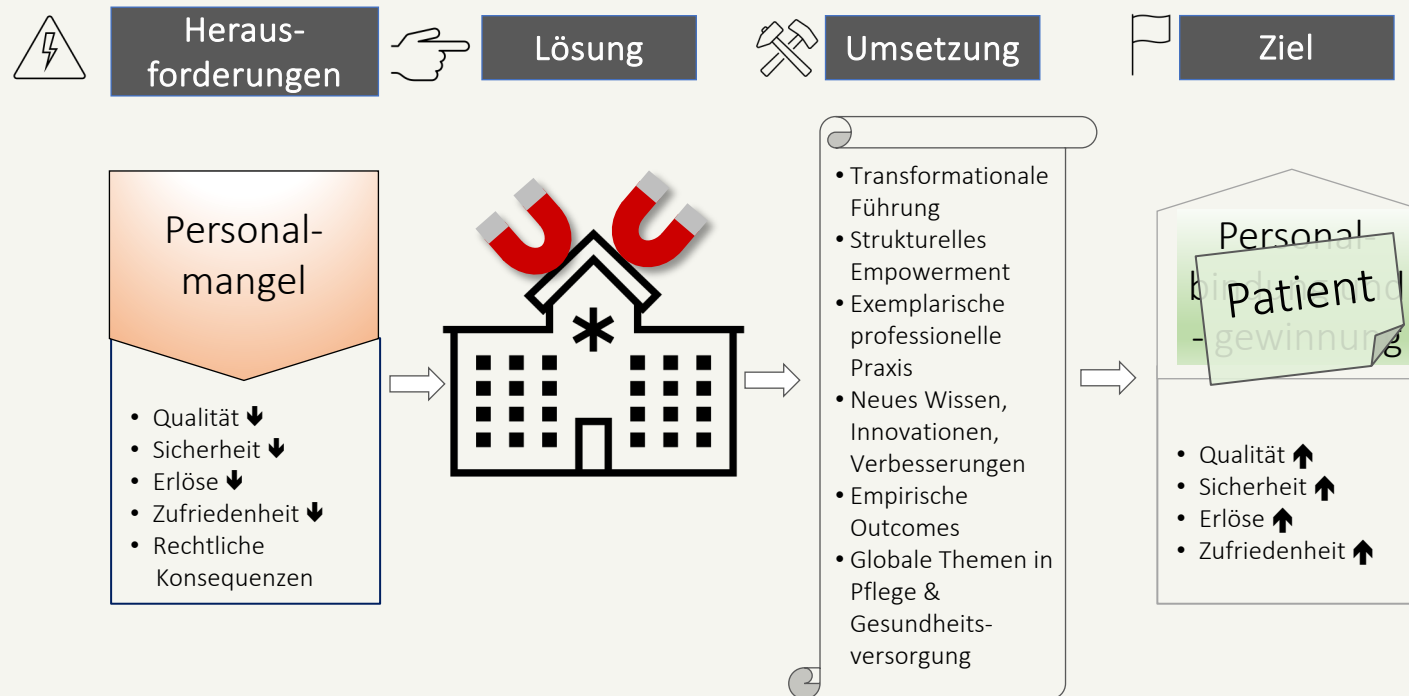 Heraus-
forderungen
Lösung
Umsetzung
Ziel
Personal-
mangel
• Qualität 🡻
• Sicherheit 🡻
• Erlöse 🡻
• Zufriedenheit 🡻
• Rechtliche
Konsequenzen
• Transformationale
Führung
• Strukturelles
Empowerment
• Exemplarische
professionelle
Praxis
• Neues Wissen,
Innovationen,
Verbesserungen
• Empirische
Outcomes
• Globale Themen in
Pflege &
Gesundheits-
versorgung
Personal-
bindung und
- gewinnung
Patient
• Qualität 🡹
• Sicherheit 🡹
• Erlöse 🡹
• Zufriedenheit 🡹